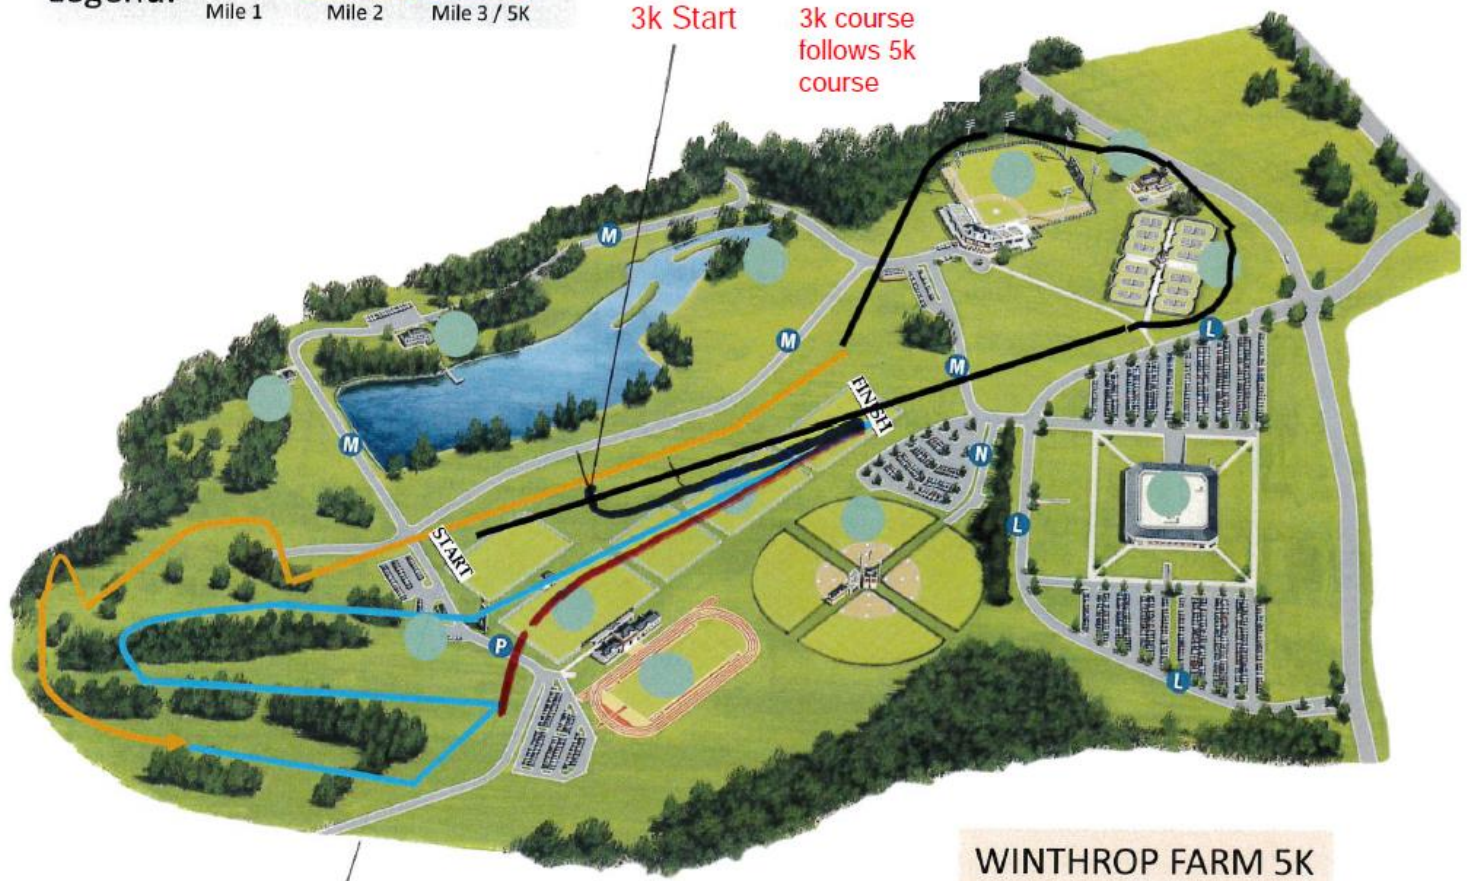 Legend:
Mile 1 Mile 2 Mile 3 / 5K
3k Start
3k course
follows 5k
course
M
M
M
M
L
FINISH
N
L
START
P
L
WINTHROP FARM 5K